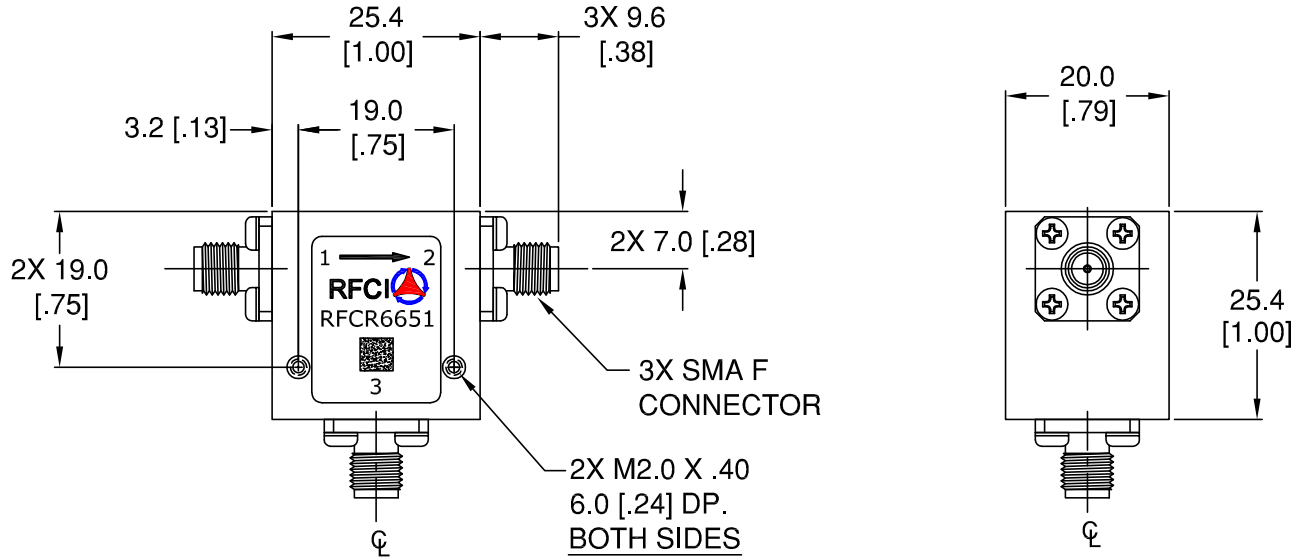 25.4
[1.00]
3X 9.6
[.38]
3.2 [.13]
19.0
[.75]
2X 7.0 [.28]
2X 19.0
[.75]
1 2
RFCI
RFCR6651
3
3X SMA F
CONNECTOR
2X M2.0 X .40
6.0 [.24] DP.
BOTH SIDES
℄
20.0
[.79]
25.4
[1.00]
℄